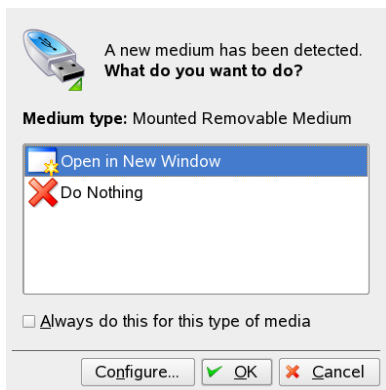 A new medium has been detected.
What do you want to do?
Medium type: Mounted Removable Medium
Open in New Window
Do Nothing
Always do this for this type of media
Configure...
OK
Cancel